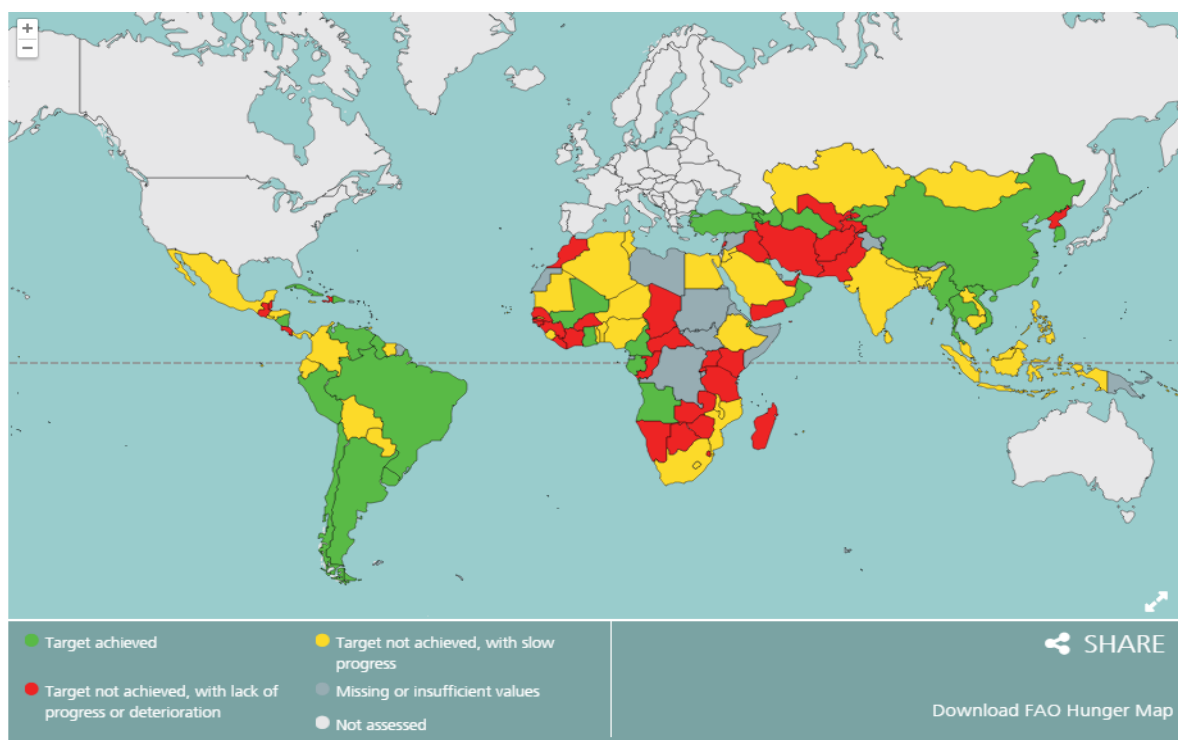 +
−
Target achieved
Target not achieved, with lack of
progress or deterioration
Target not achieved, with slow
progress
Missing or insufficient values
Not assessed
SHARE
Download FAO Hunger Map